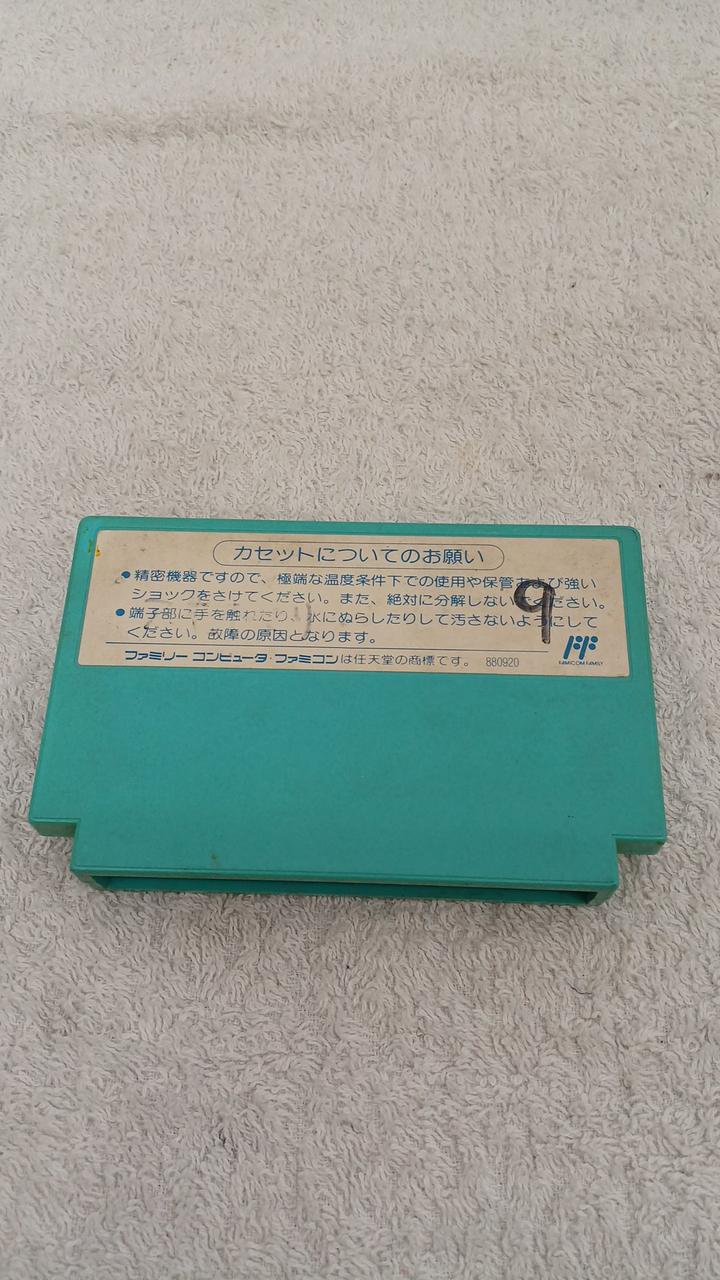 カセットについてのお願い
●精密機器ですので、極端な温度条件下での使用や保管および強い
ショックをさけてください。また、絶対に分解しないでください。
●端子部に手を触れたり、水にぬらしたりして汚さないようにして
ください。故障の原因となります。
9
ファミリー コンピュータ・ファミコンは任天堂の商標です。 880920
FAMICOM FAMILY